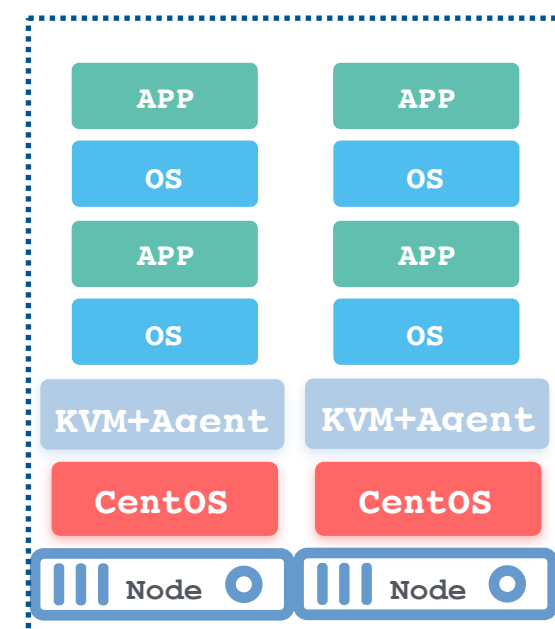 APP APP
OS OS
APP APP
OS OS
KVM+Agent KVM+Agent
CentOS CentOS
Node Node